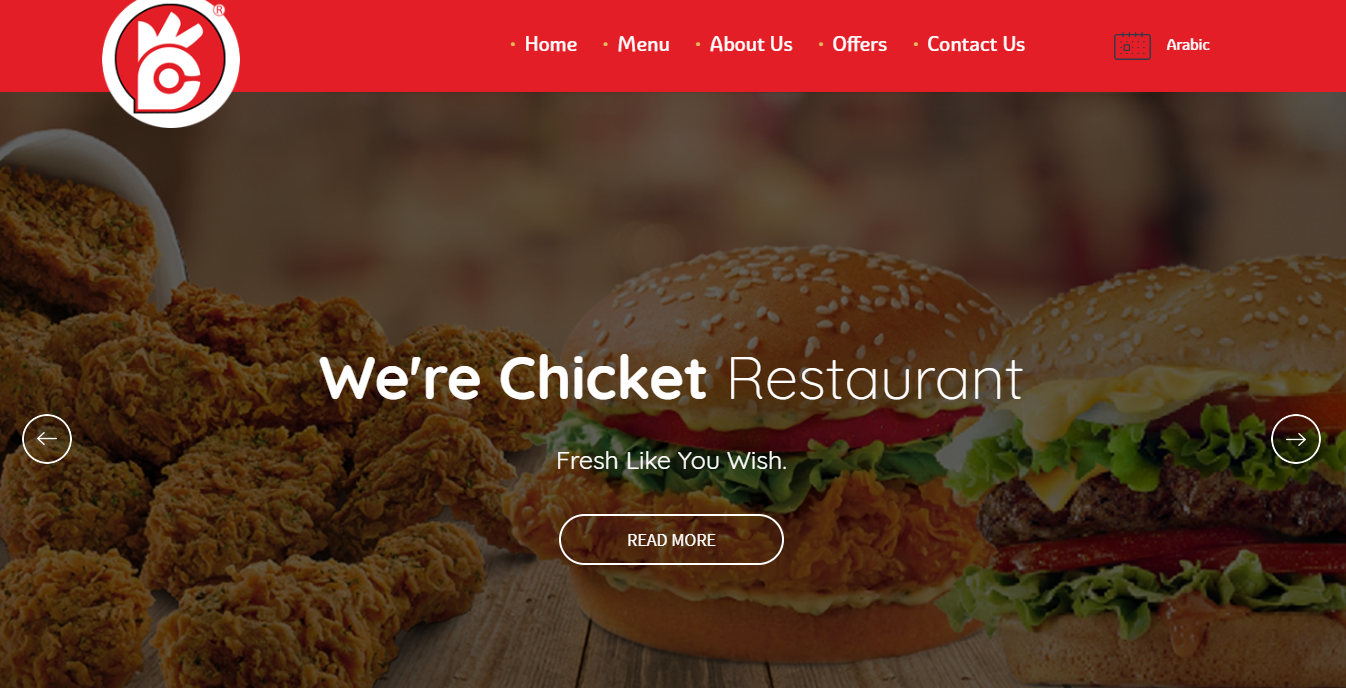 ®
Home Menu About Us Offers Contact Us Arabic
We're Chicket Restaurant
Fresh Like You Wish.
READ MORE